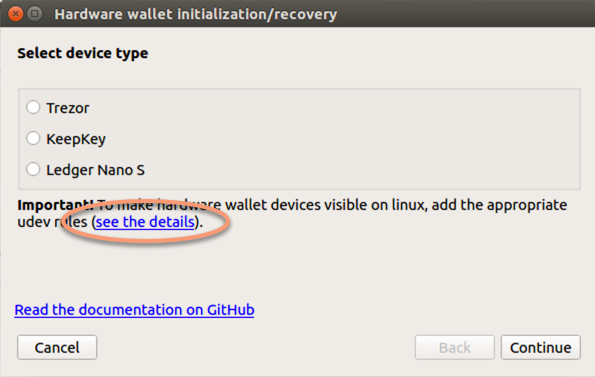 Hardware wallet initialization/recovery
Select device type
Trezor
KeepKey
Ledger Nano S
Important! To make hardware wallet devices visible on linux, add the appropriate
udev rules (see the details).
Read the documentation on GitHub
Cancel
Back
Continue